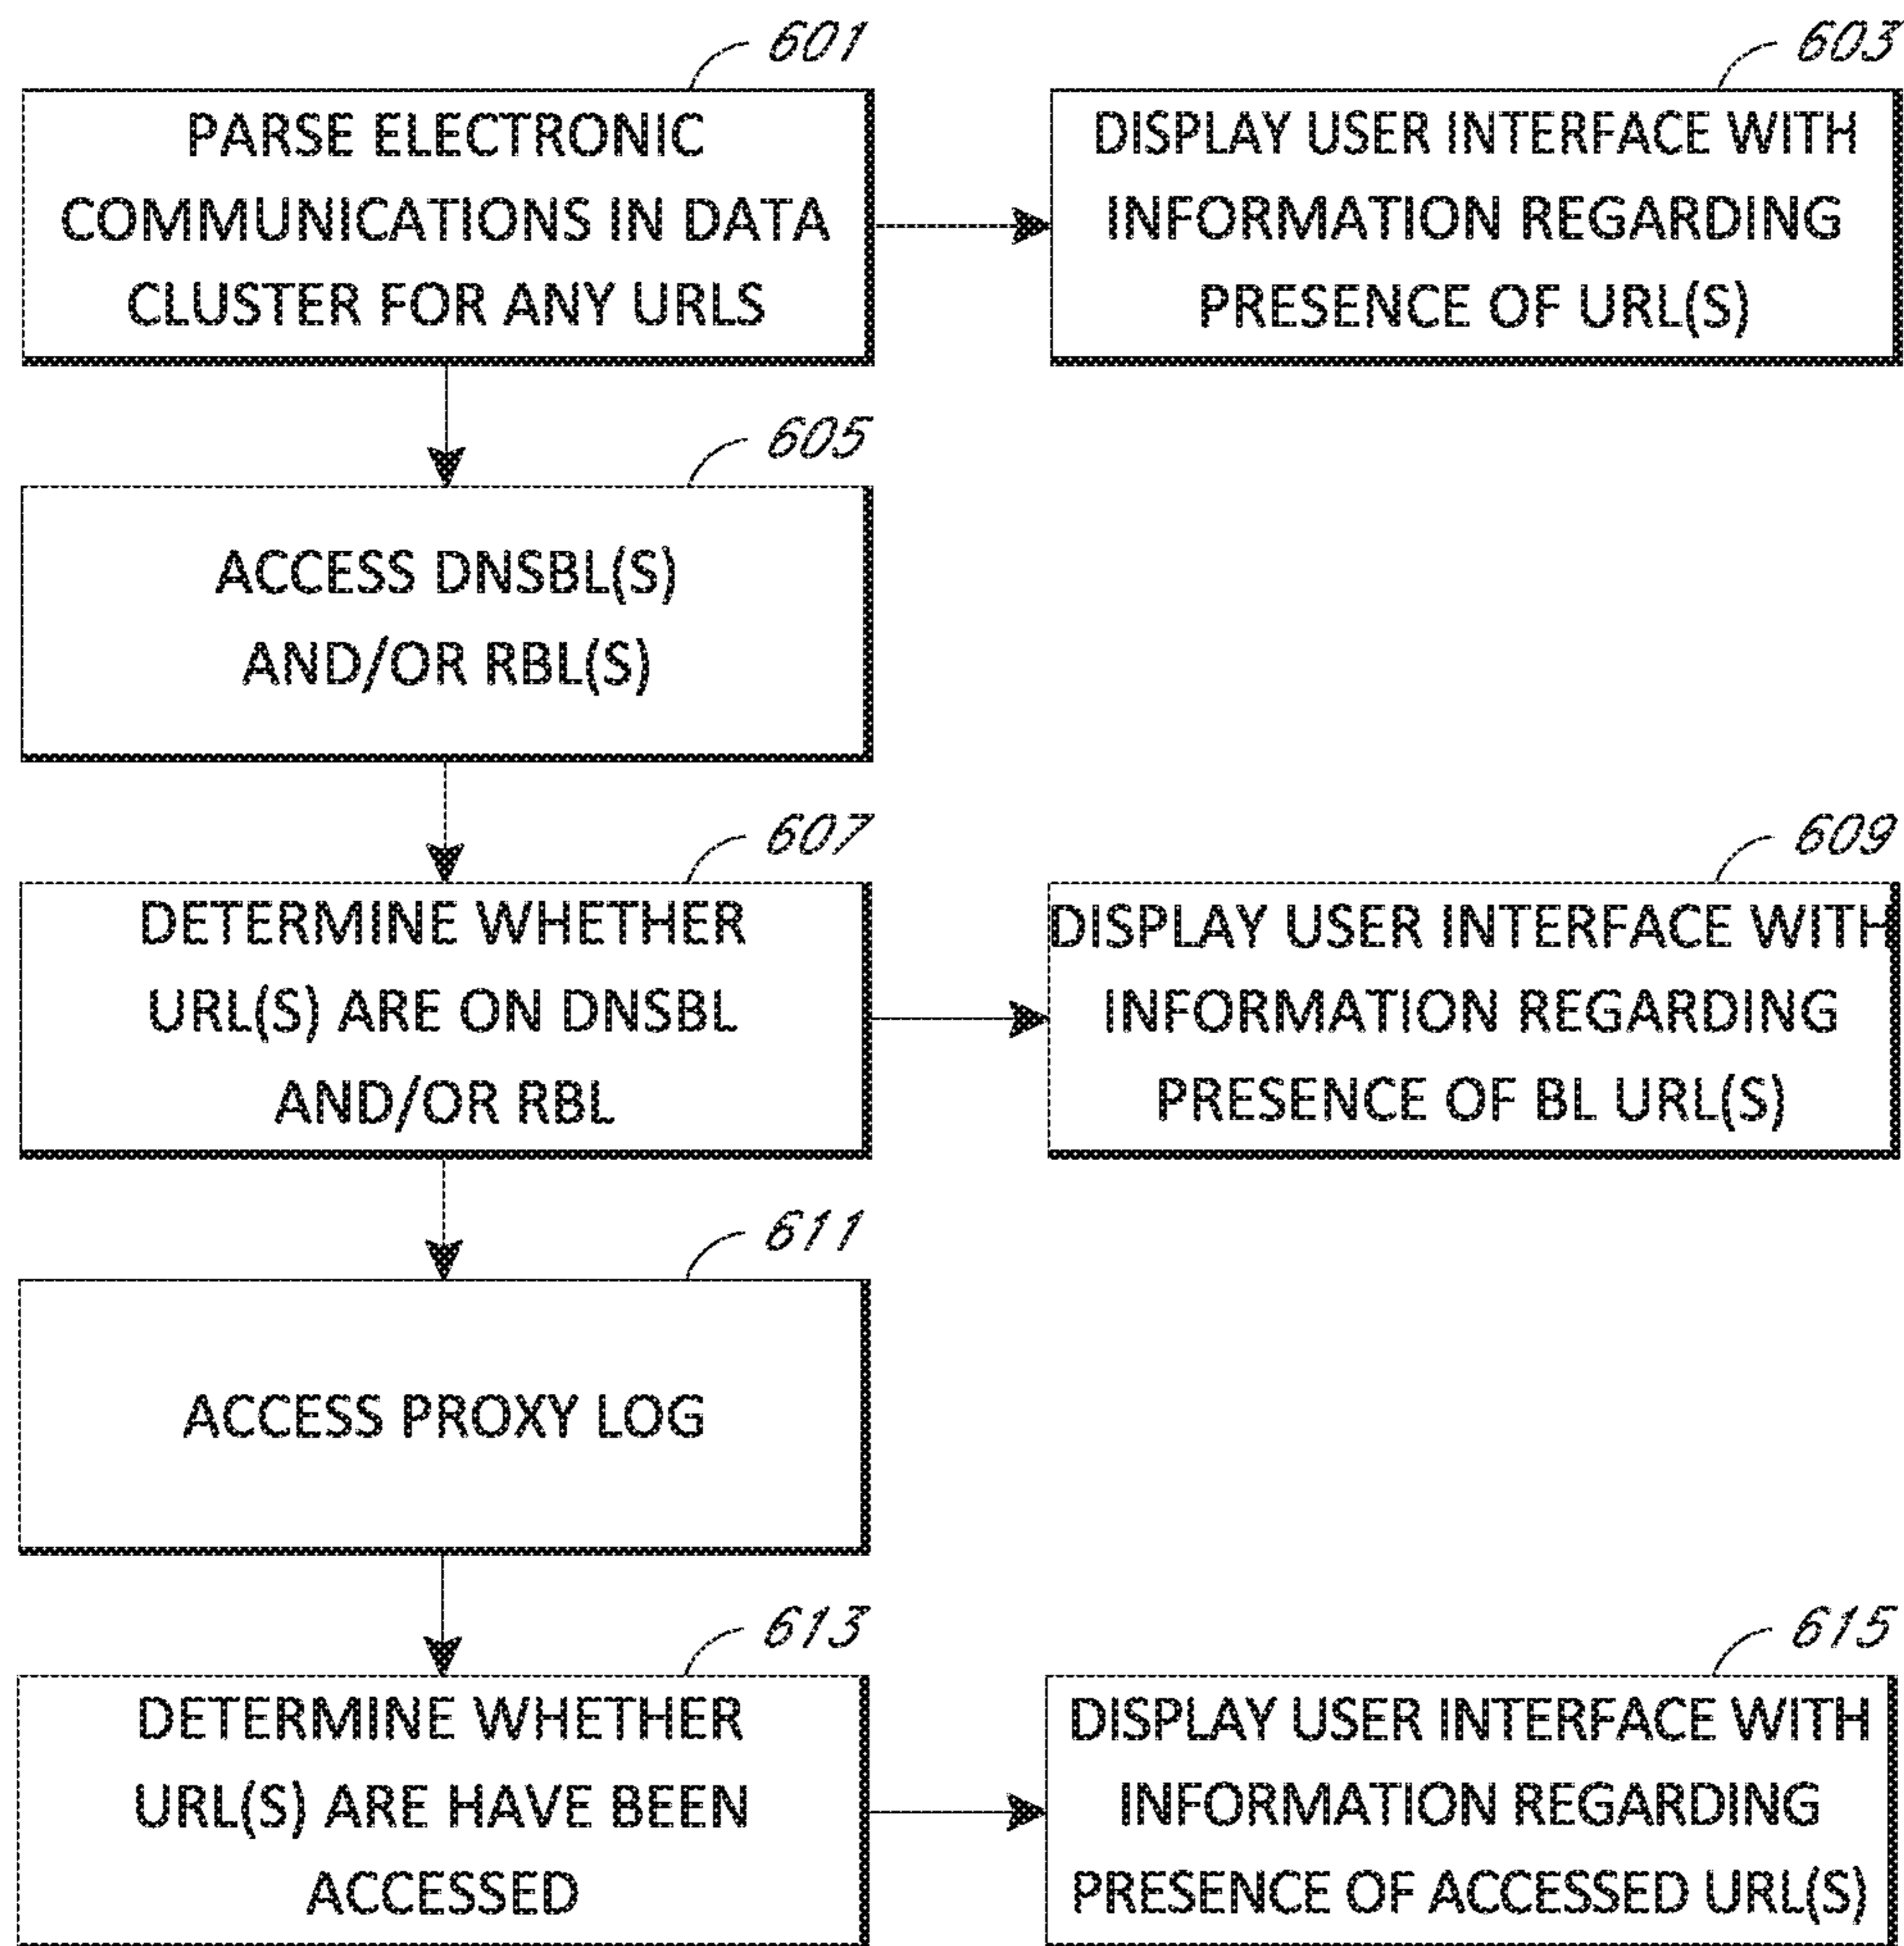 601
PARSE ELECTRONIC
COMMUNICATIONS IN DATA
CLUSTER FOR ANY URLS
603
DISPLAY USER INTERFACE WITH
INFORMATION REGARDING
PRESENCE OF URL(S)
605
ACCESS DNSBL(S)
AND/OR RBL(S)
607
DETERMINE WHETHER
URL(S) ARE ON DNSBL
AND/OR RBL
609
DISPLAY USER INTERFACE WITH
INFORMATION REGARDING
PRESENCE OF BL URL(S)
611
ACCESS PROXY LOG
613
DETERMINE WHETHER
URL(S) ARE HAVE BEEN
ACCESSED
615
DISPLAY USER INTERFACE WITH
INFORMATION REGARDING
PRESENCE OF ACCESSED URL(S)